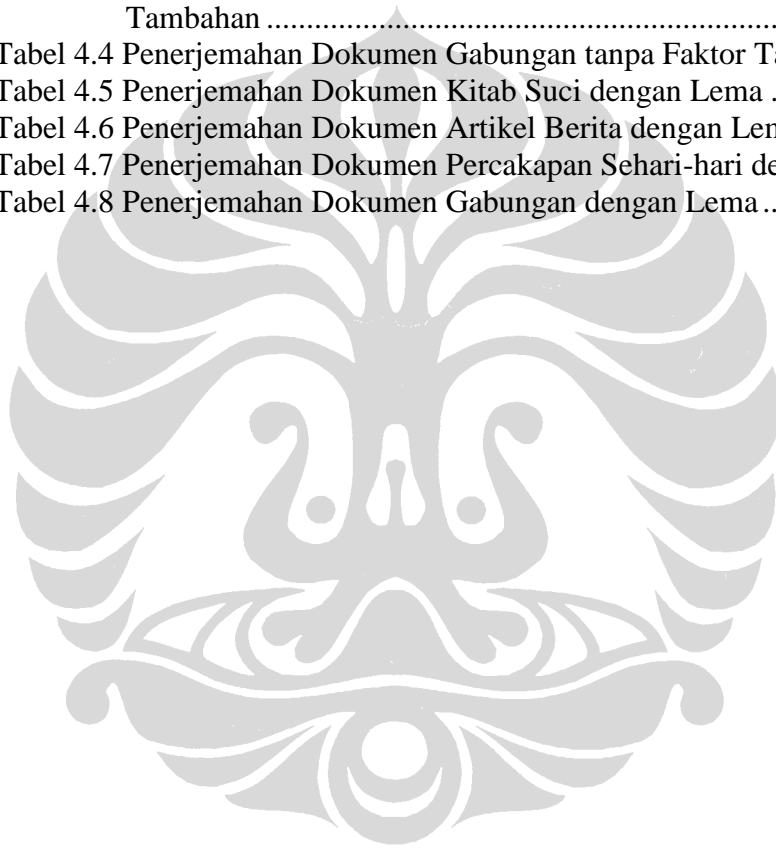 Tambahan ...........................................................................
Tabel 4.4 Penerjemahan Dokumen Gabungan tanpa Faktor
Tabel 4.5 Penerjemahan Dokumen Kitab Suci dengan Lema .
Tabel 4.6 Penerjemahan Dokumen Artikel Berita dengan
Tabel 4.7 Penerjemahan Dokumen Percakapan Sehari-hari
Tabel 4.8 Penerjemahan Dokumen Gabungan dengan Lema ..